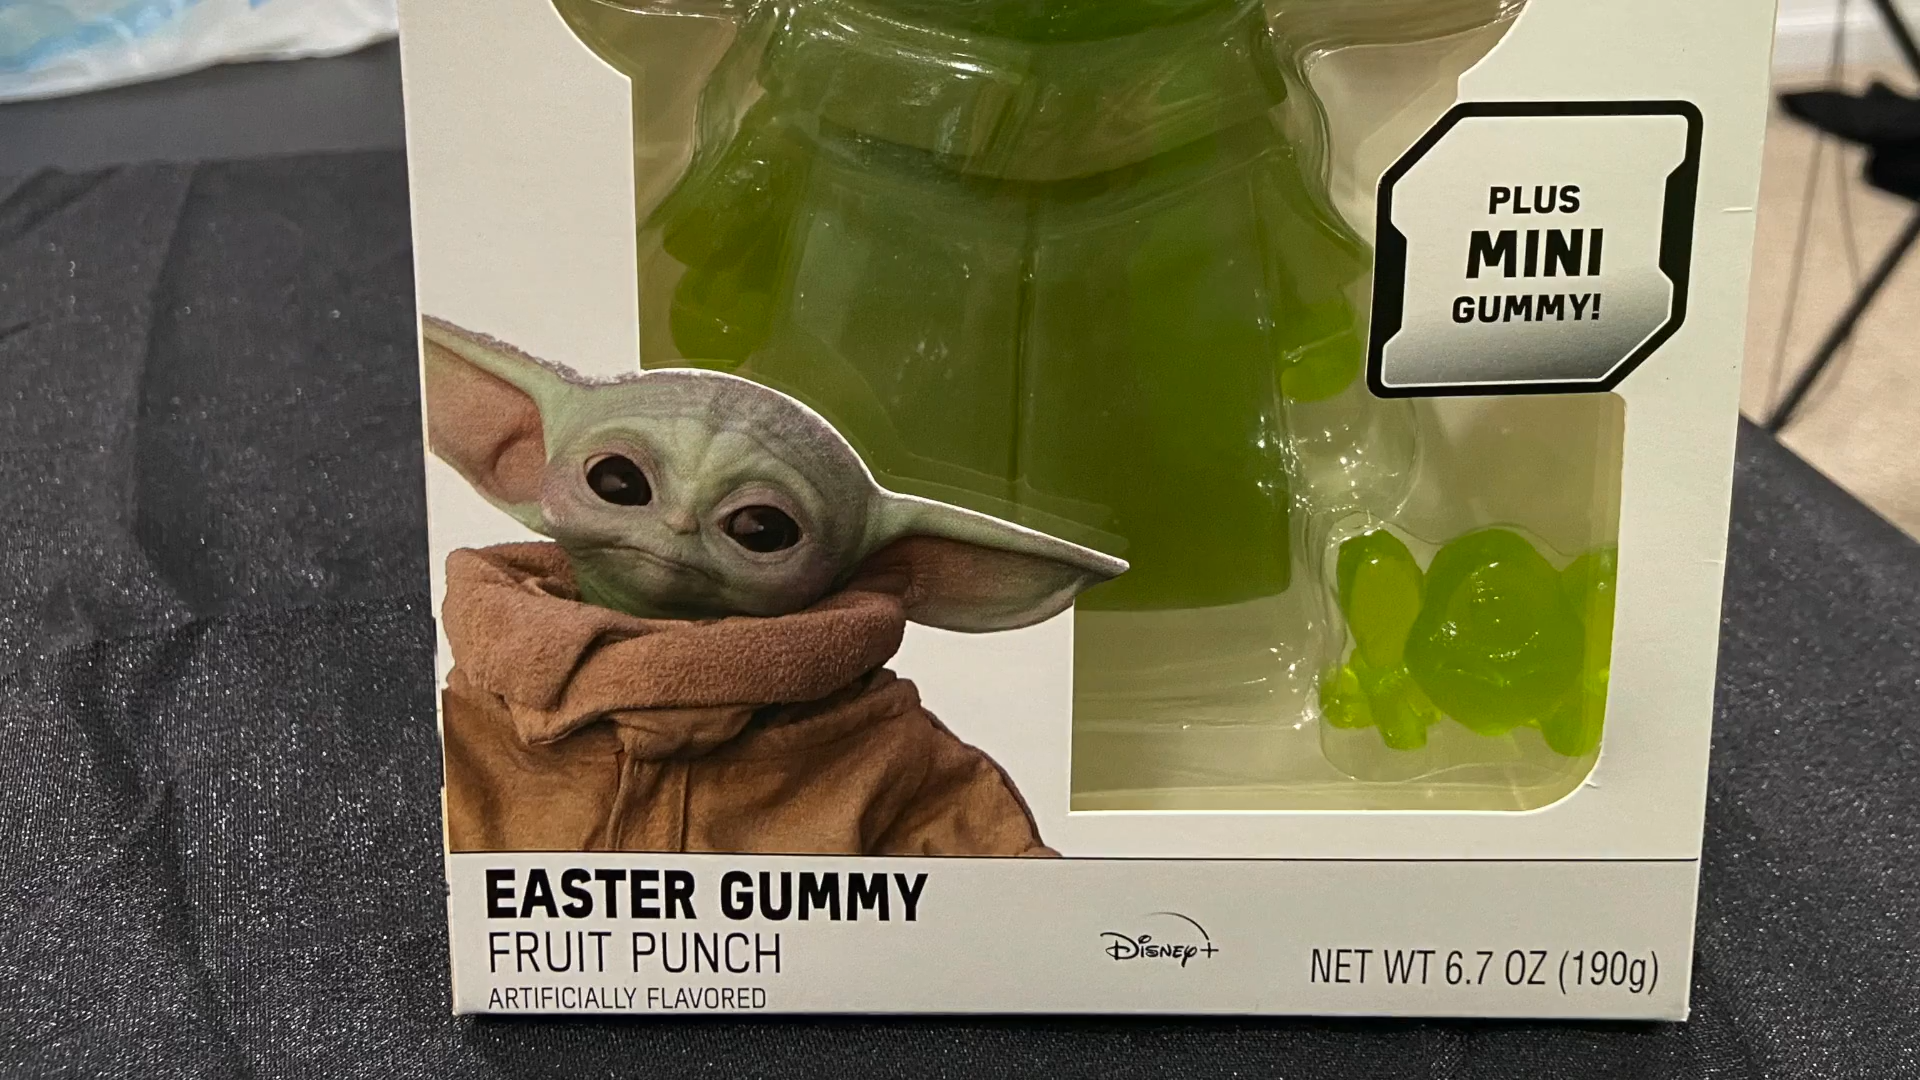 PLUS
MINI
GUMMY!
EASTER GUMMY
FRUIT PUNCH
ARTIFICIALLY FLAVORED
Disney+
NET WT 6.7 OZ (190g)